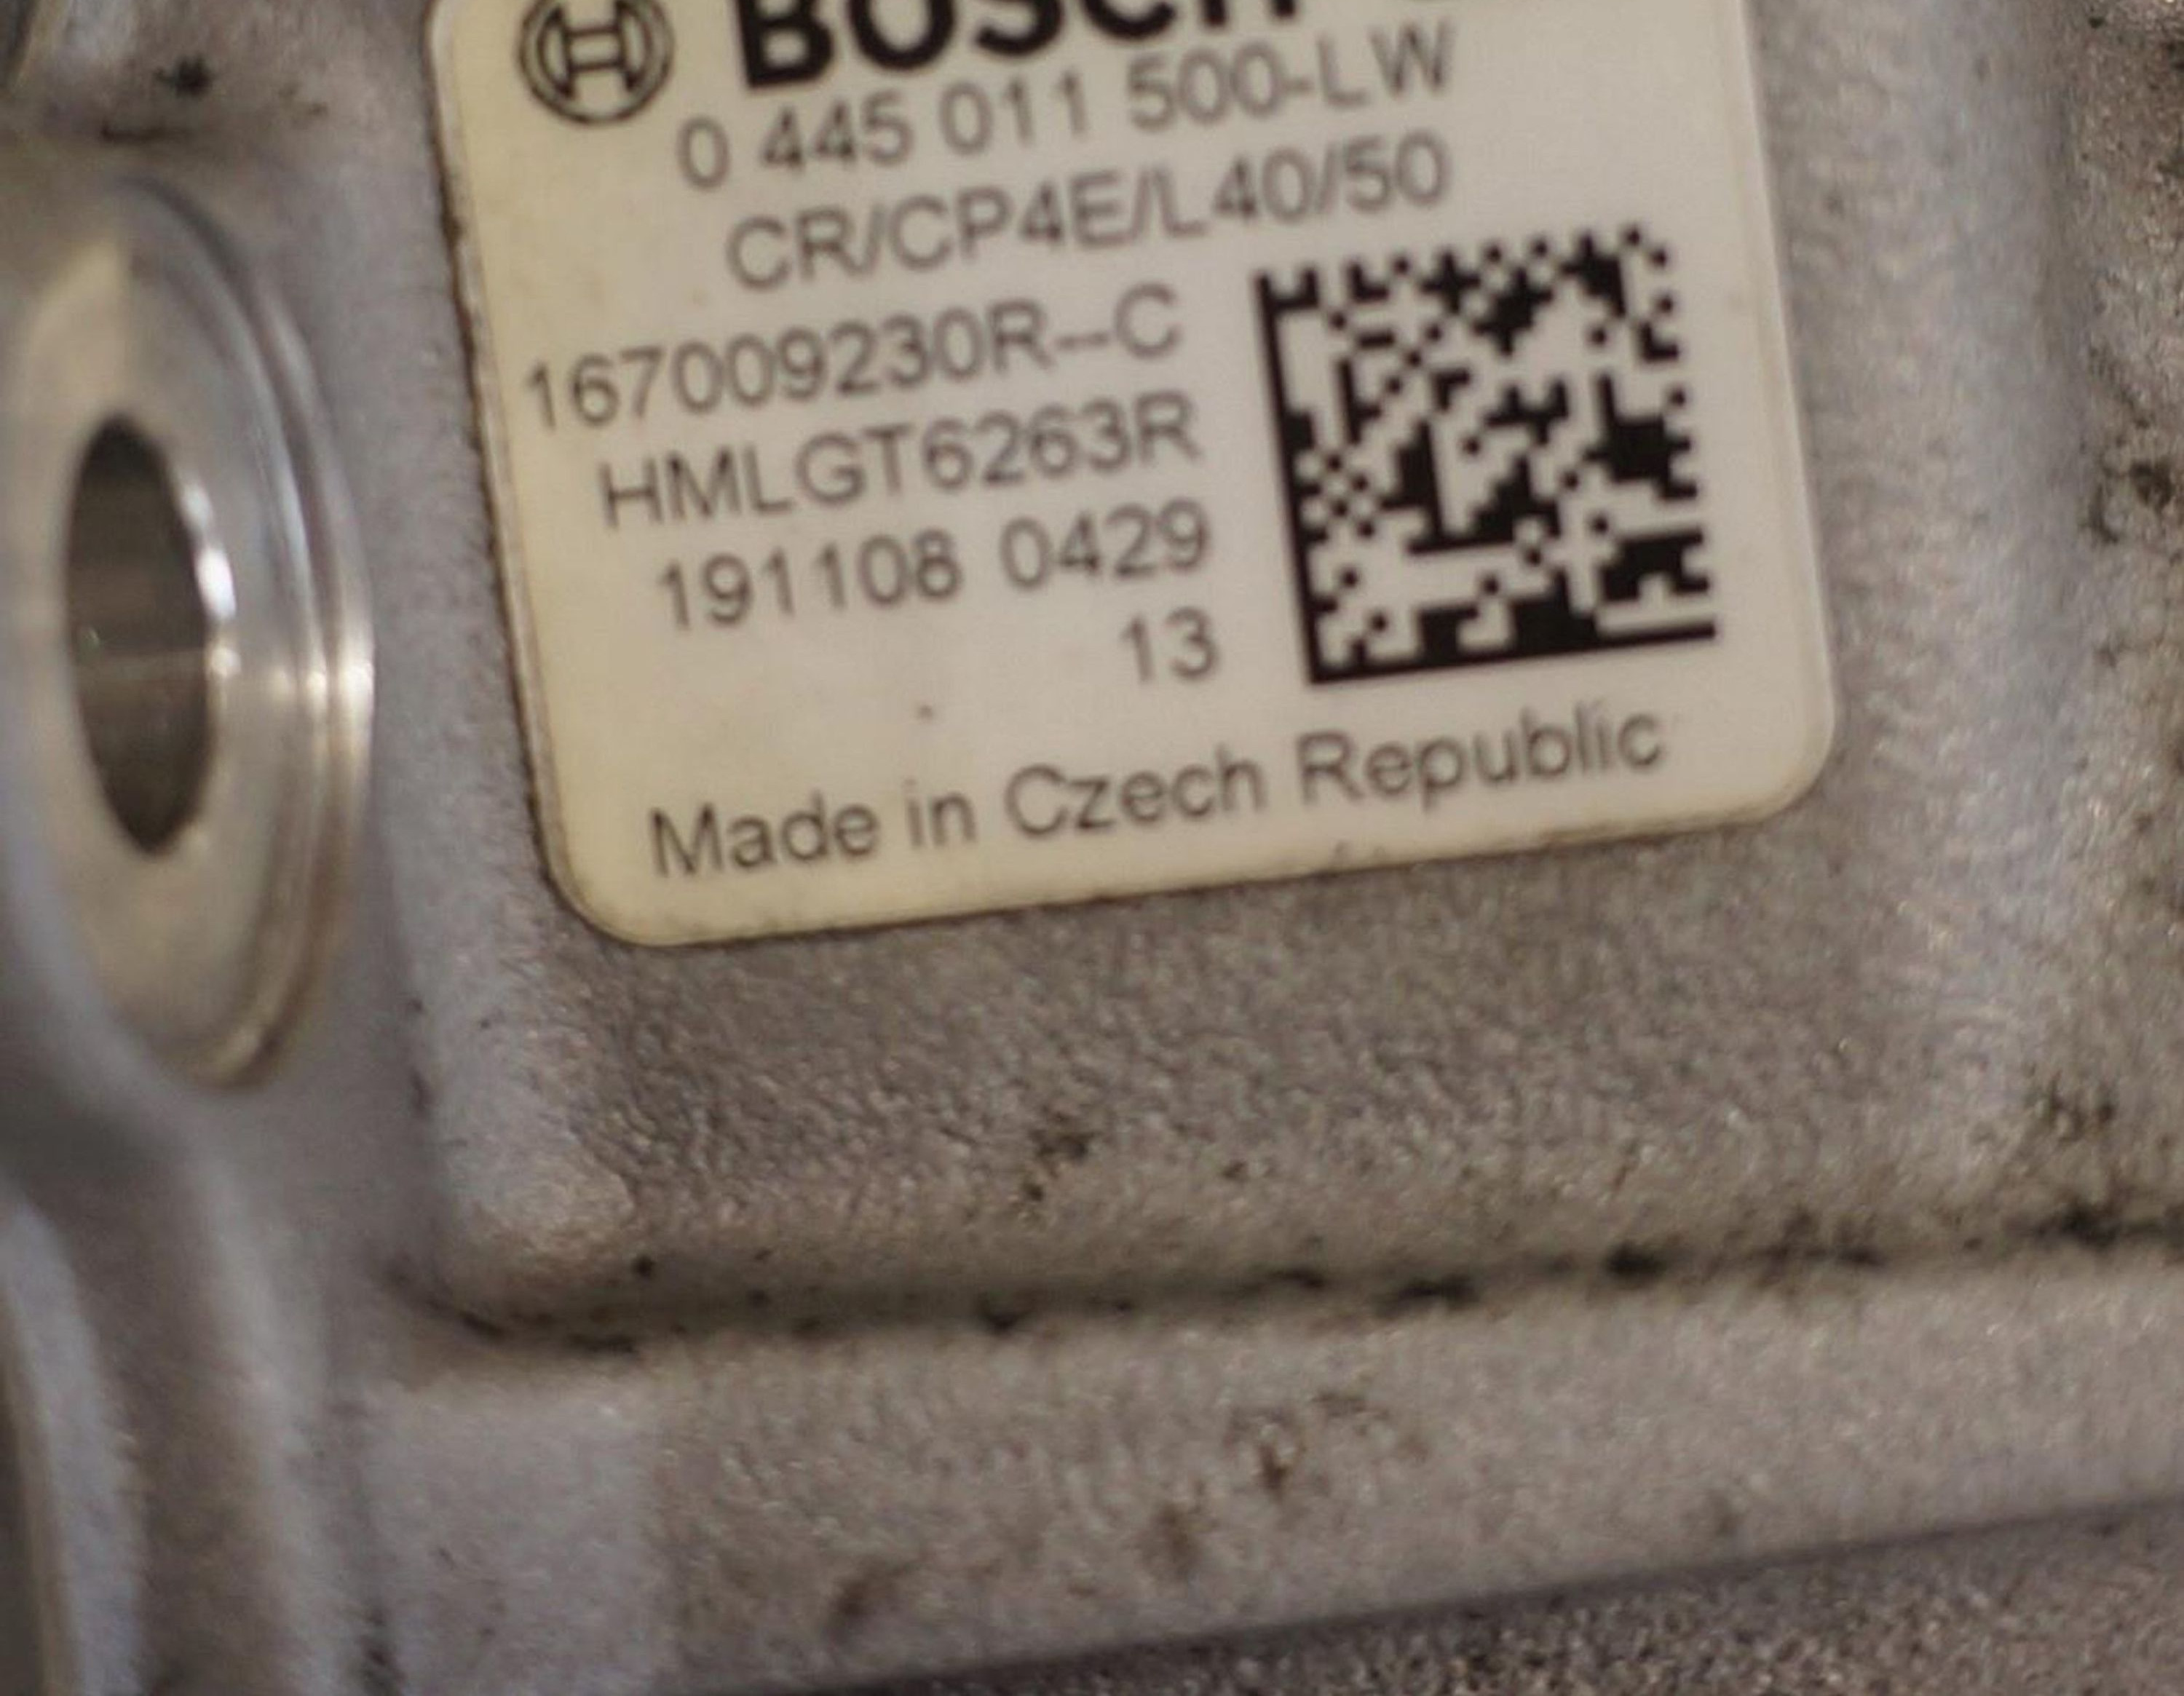 BOSCH
0 445 011 500-LW
CR/CP4E/L40/50
167009230R--C
HMLGT6263R
191108 0429
13
Made in Czech Republic